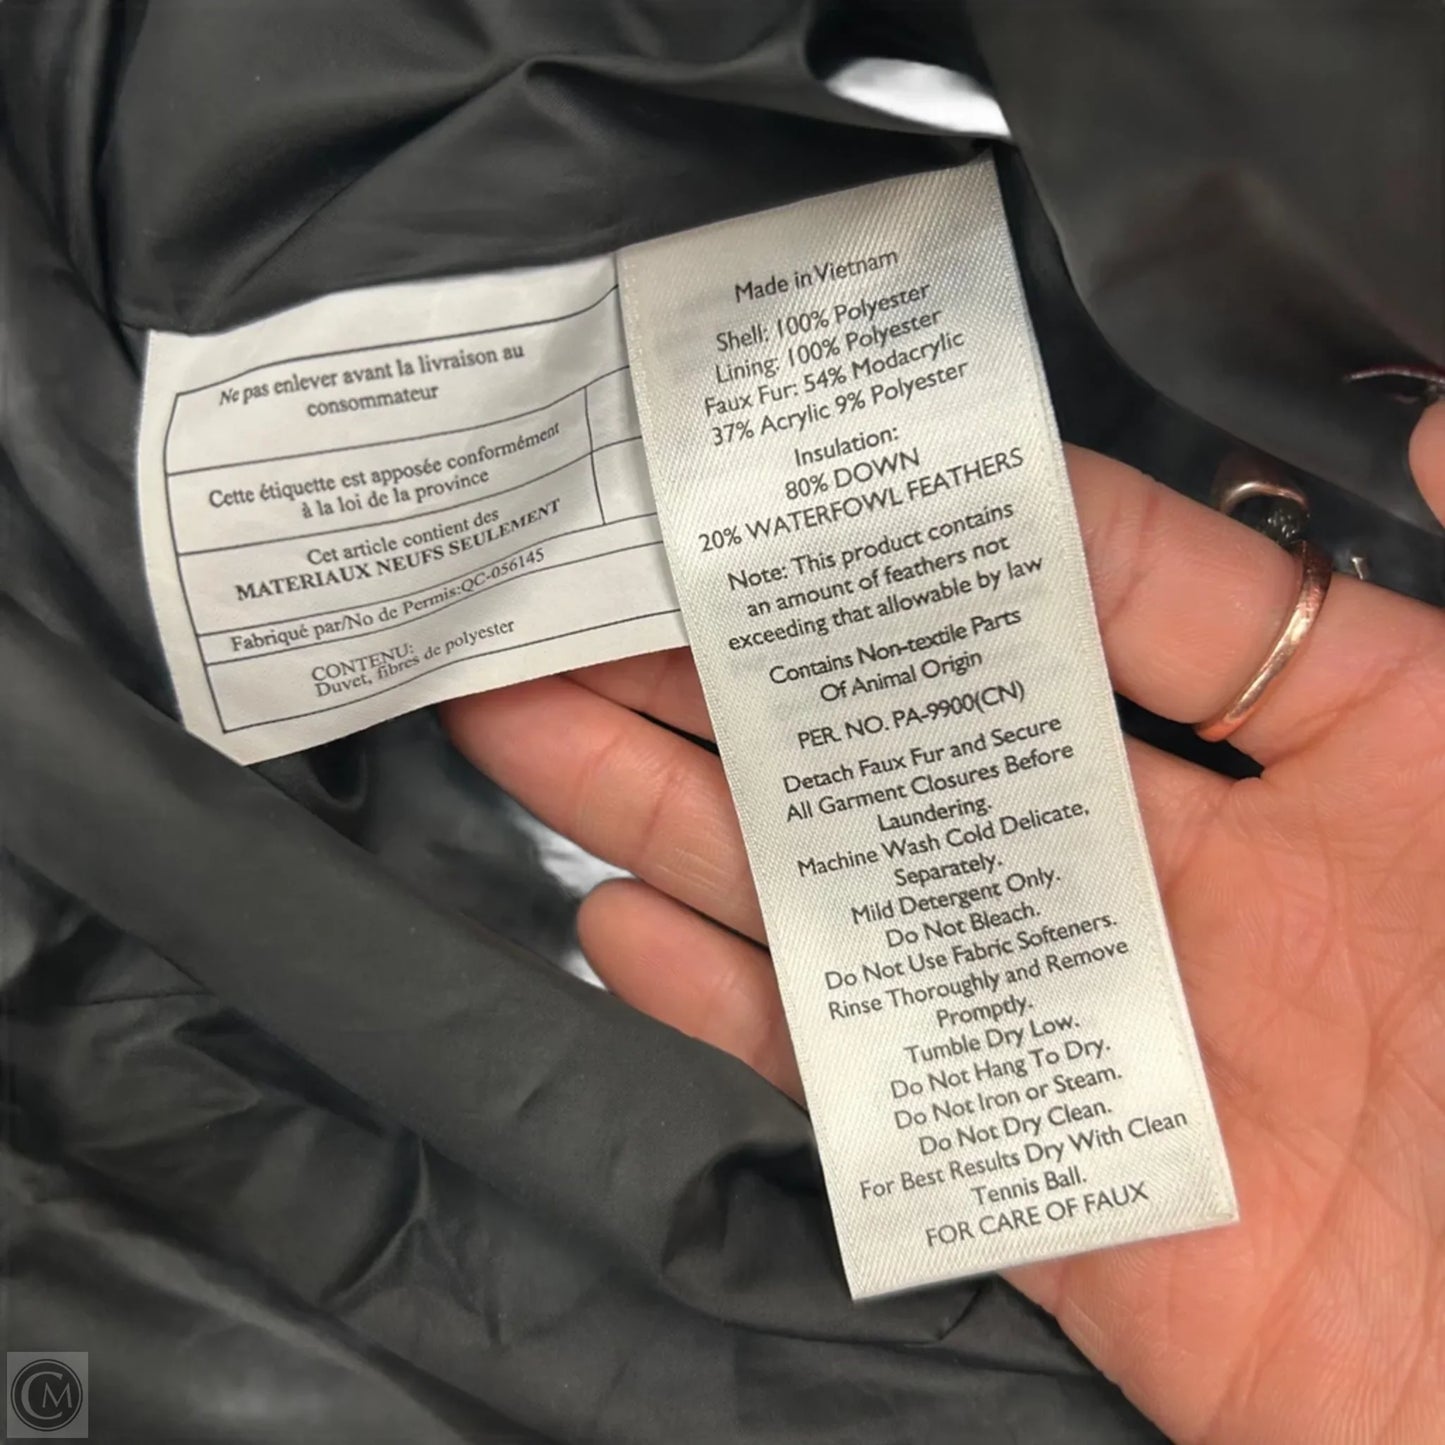 Ne pas enlever avant la livraison au
consommateur
Cette étiquette est apposée conformément
à la loi de la province
Cet article contient des
MATERIAUX NEUFS SEULEMENT
Fabriqué par/No de Permis:QC-056145
CONTENU:
Duvet, fibres de polyester
Made in Vietnam
Shell: 100% Polyester
Lining: 100% Polyester
Faux Fur: 54% Modacrylic
37% Acrylic 9% Polyester
Insulation:
80% DOWN
20% WATERFOWL FEATHERS
Note: This product contains
an amount of feathers not
exceeding that allowable by law
Contains Non-textile Parts
Of Animal Origin
PER. NO. PA-9900(CN)
Detach Faux Fur and Secure
All Garment Closures Before
Laundering.
Machine Wash Cold Delicate,
Separately.
Mild Detergent Only.
Do Not Bleach.
Do Not Use Fabric Softeners.
Rinse Thoroughly and Remove
Promptly.
Tumble Dry Low.
Do Not Hang To Dry.
Do Not Iron or Steam.
Do Not Dry Clean.
For Best Results Dry With Clean
Tennis Ball.
FOR CARE OF FAUX
CM